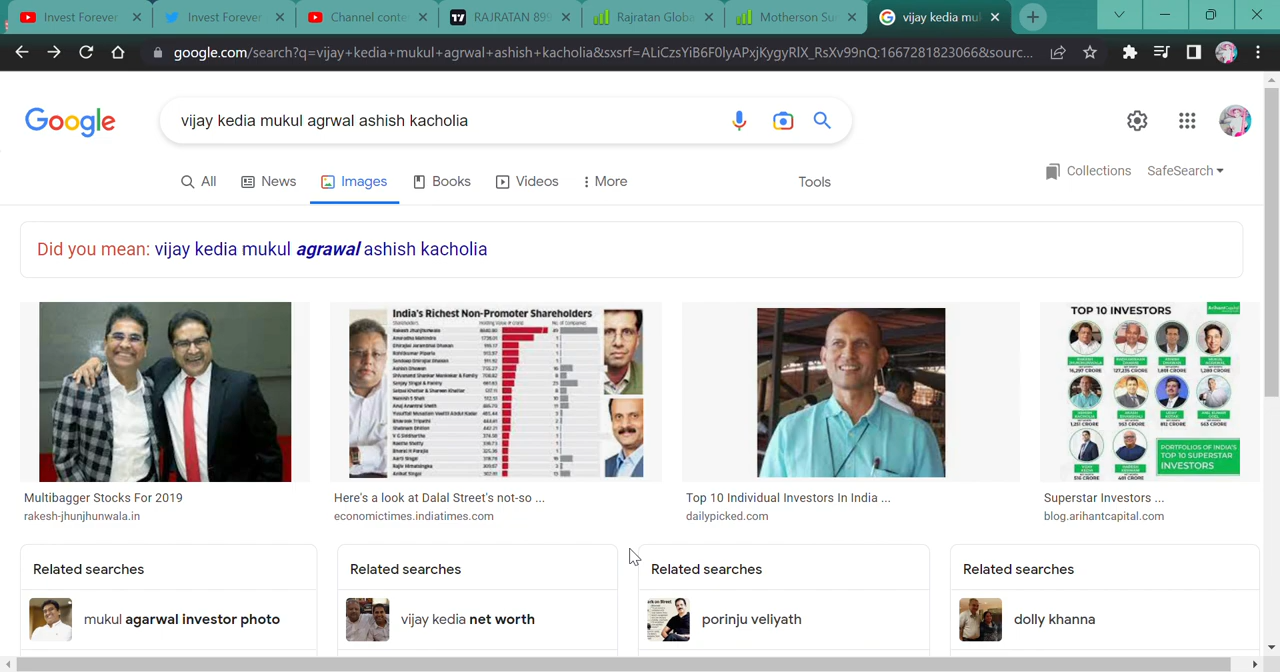 Invest Forever
Invest Forever
Channel conte
RAJRATAN 899
Rajratan Globa
Motherson Su
vijay kedia mu
google.com/search?q=vijay+kedia+mukul+agrwal+ashish+kacholia&sxsrf=ALiCzsYiB6F0lyAPxjKygyRlX_RsXv99nQ:1667281823066&sourc...
Google
vijay kedia mukul agrwal ashish kacholia
All
News
Images
Books
Videos
More
Tools
Collections
SafeSearch
Did you mean: vijay kedia mukul agrawal ashish kacholia
India's Richest Non-Promoter Shareholders
TOP 10 INVESTORS
PORTFOLIOS OF INDIA'S
TOP 10 SUPERSTAR
INVESTORS
Multibagger Stocks For 2019
rakesh-jhunjhunwala.in
Here's a look at Dalal Street's not-so ...
economictimes.indiatimes.com
Top 10 Individual Investors In India ...
dailypicked.com
Superstar Investors ...
blog.arihantcapital.com
Related searches
Related searches
Related searches
Related searches
mukul agarwal investor photo
vijay kedia net worth
porinju veliyath
dolly khanna